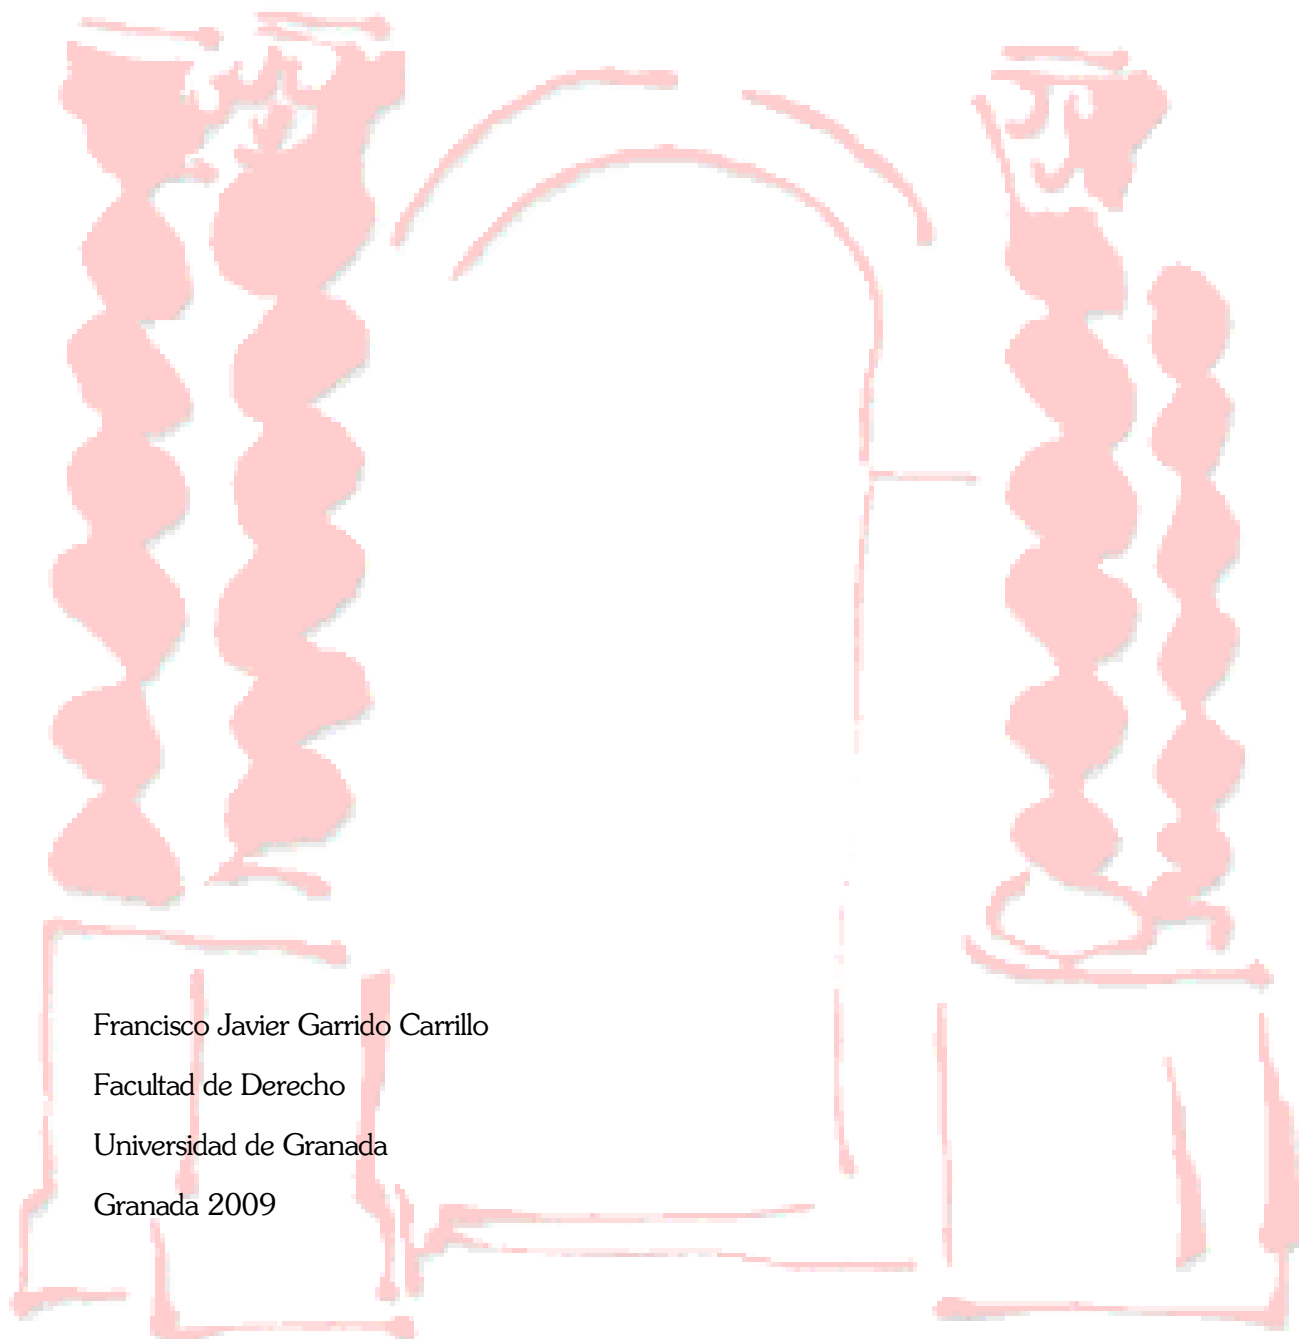 Francisco Javier Garrido Carrillo
Facultad de Derecho
Universidad de Granada
Granada 2009